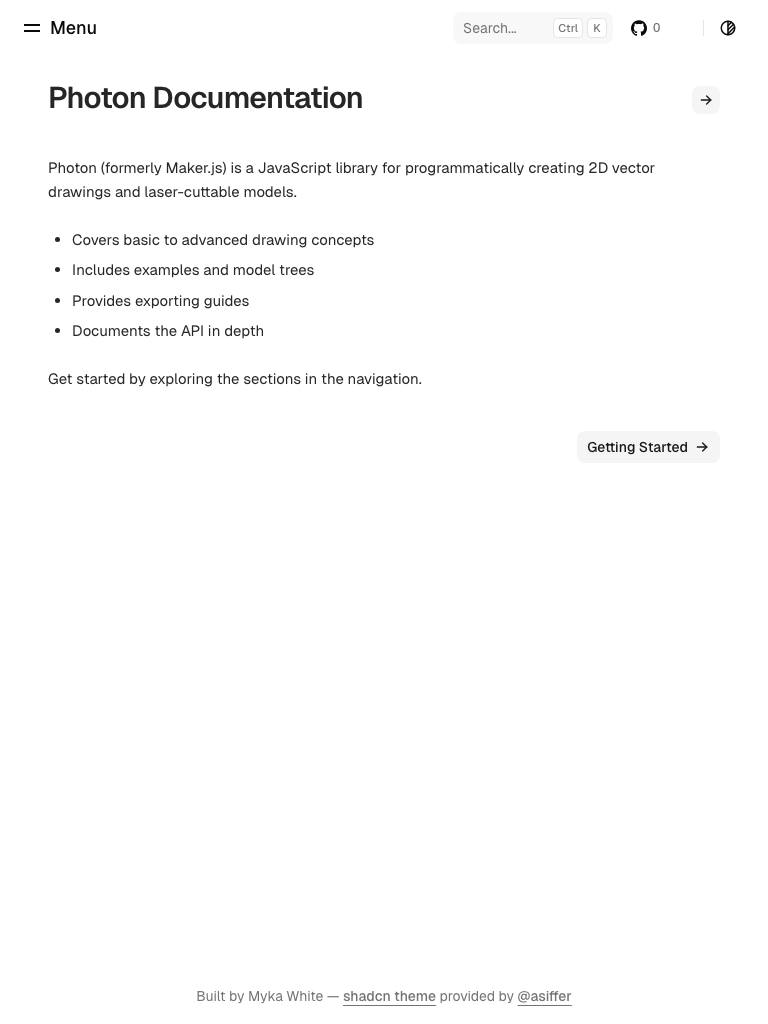 Menu
Search... Ctrl K
0
Photon Documentation
Photon (formerly Maker.js) is a JavaScript library for programmatically creating 2D vector
drawings and laser-cuttable models.
Covers basic to advanced drawing concepts
Includes examples and model trees
Provides exporting guides
Documents the API in depth
Get started by exploring the sections in the navigation.
Getting Started
Built by Myka White — shadcn theme provided by @asiffer